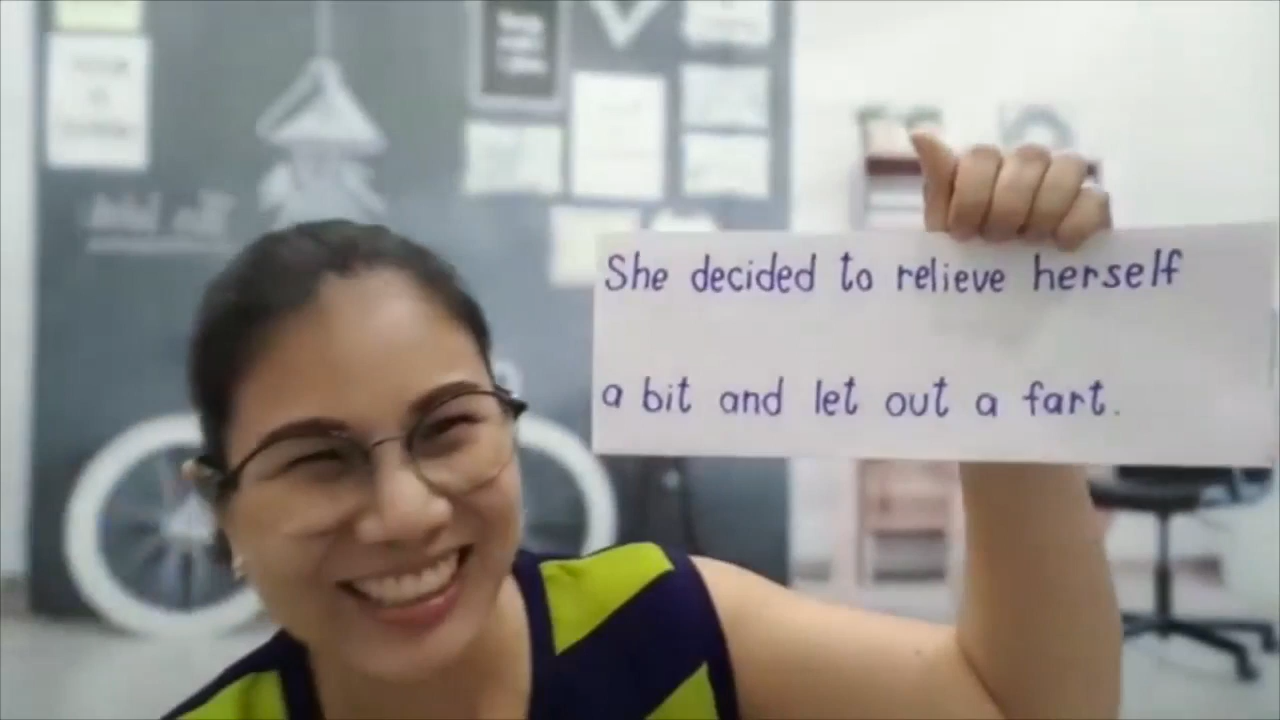 She decided to relieve herself
a bit and let out a fart.